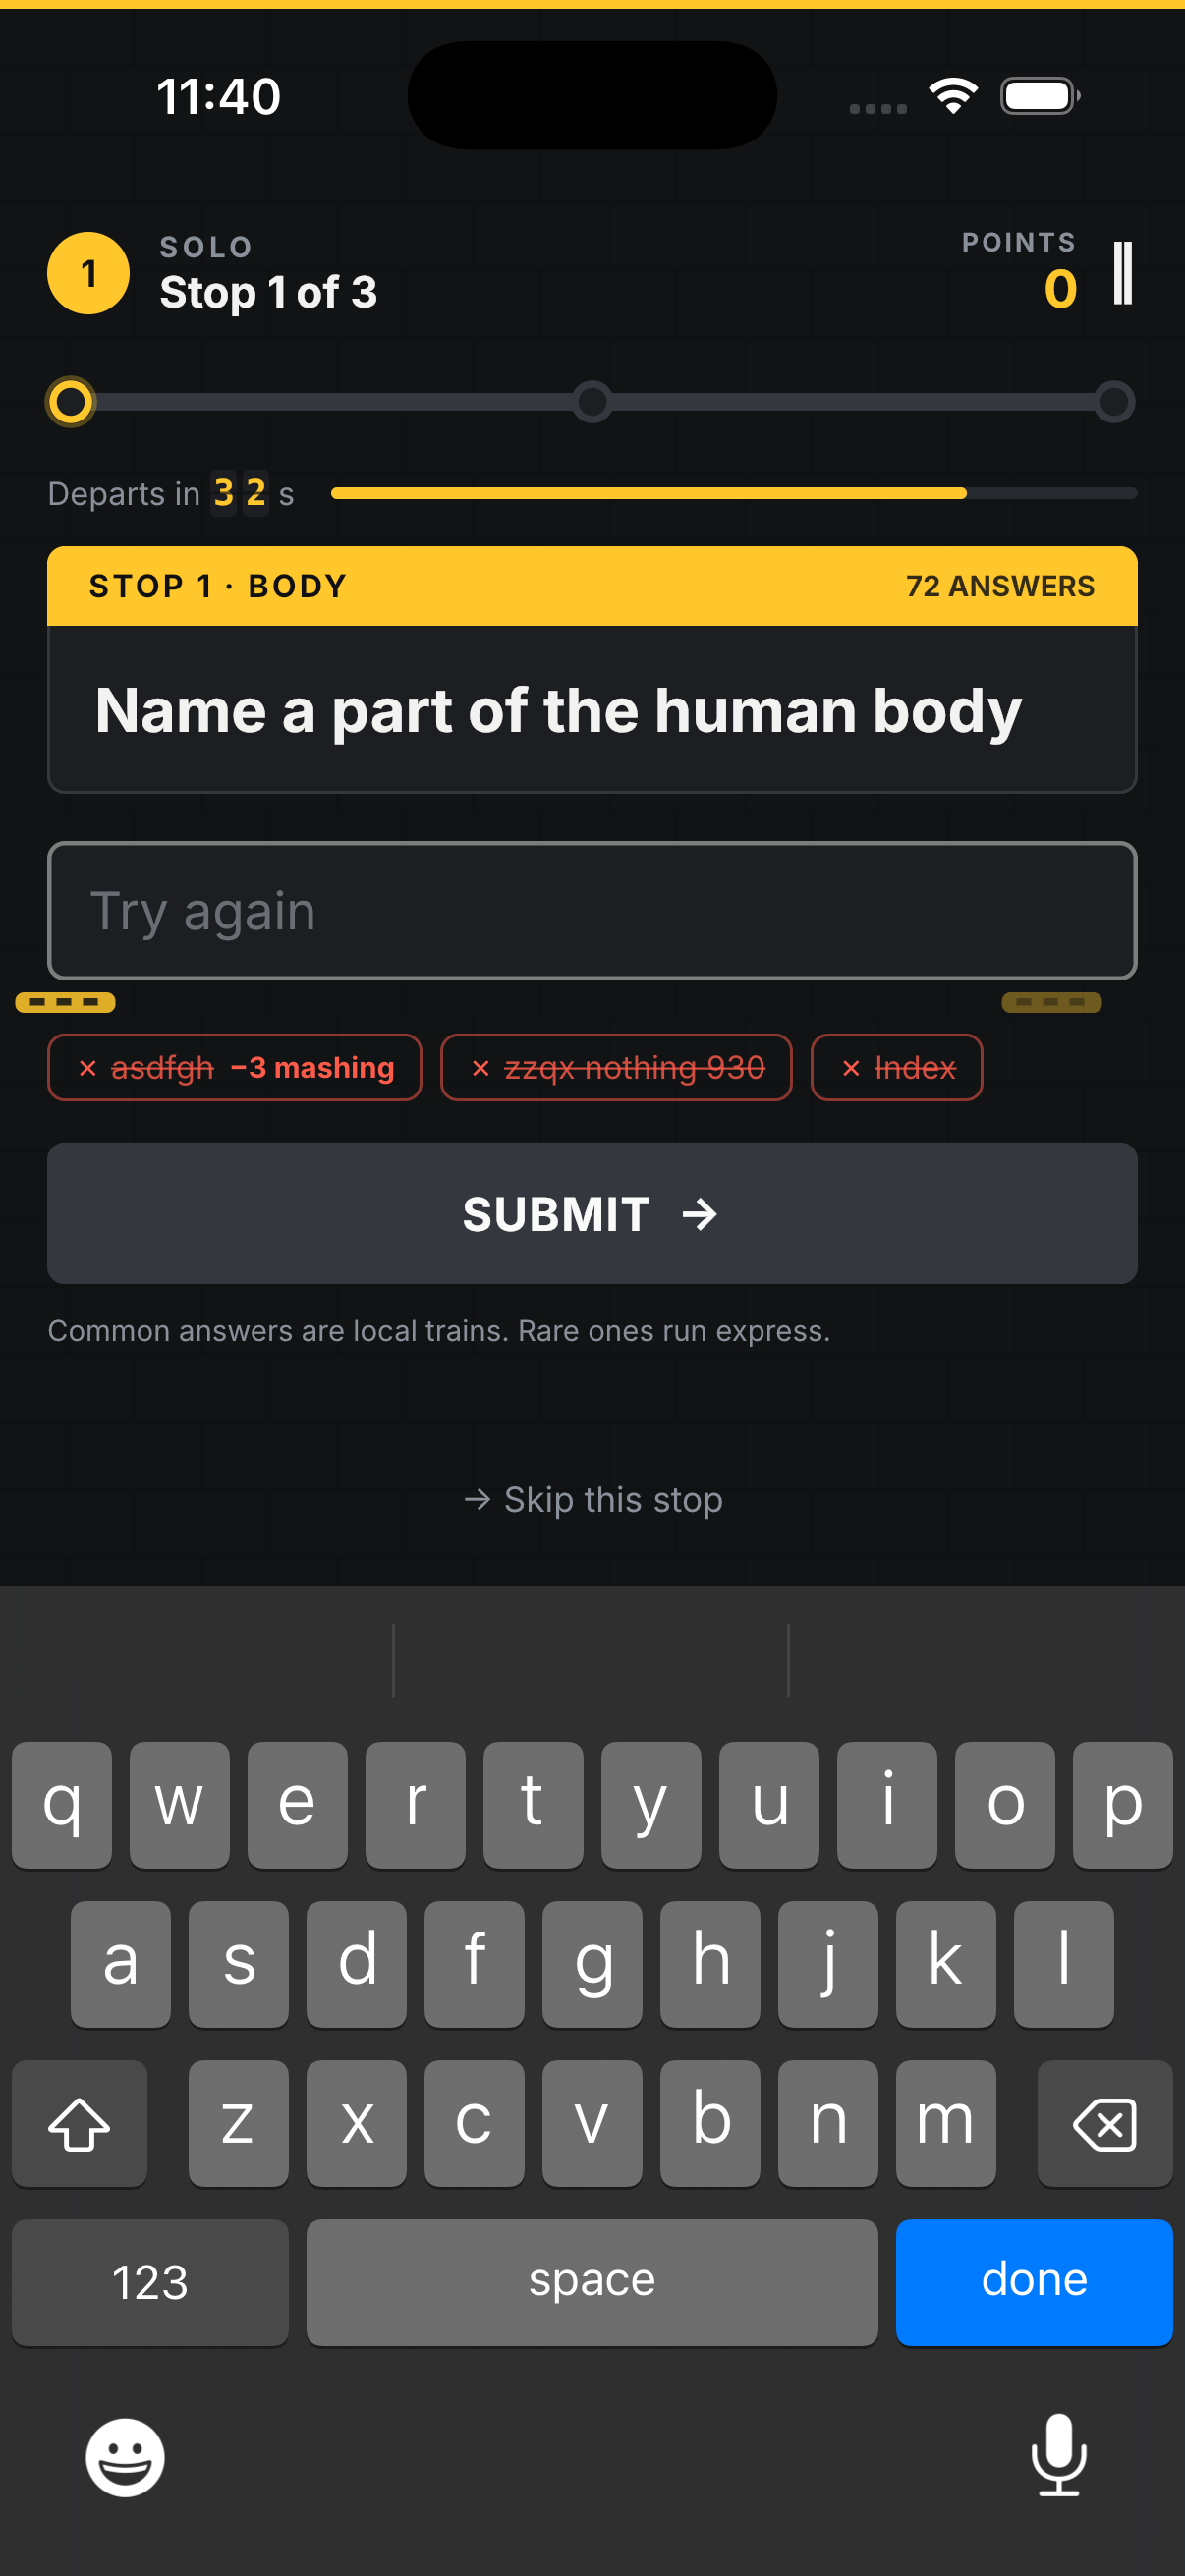 11:40
1
SOLO
Stop 1 of 3
POINTS
0
Departs in 32 s
STOP 1 · BODY
72 ANSWERS
Name a part of the human body
Try again
× asdfgh −3 mashing
× zzqx nothing 930
× Index
SUBMIT →
Common answers are local trains. Rare ones run express.
→ Skip this stop
q w e r t y u i o p
a s d f g h j k l
z x c v b n m
123
space
done